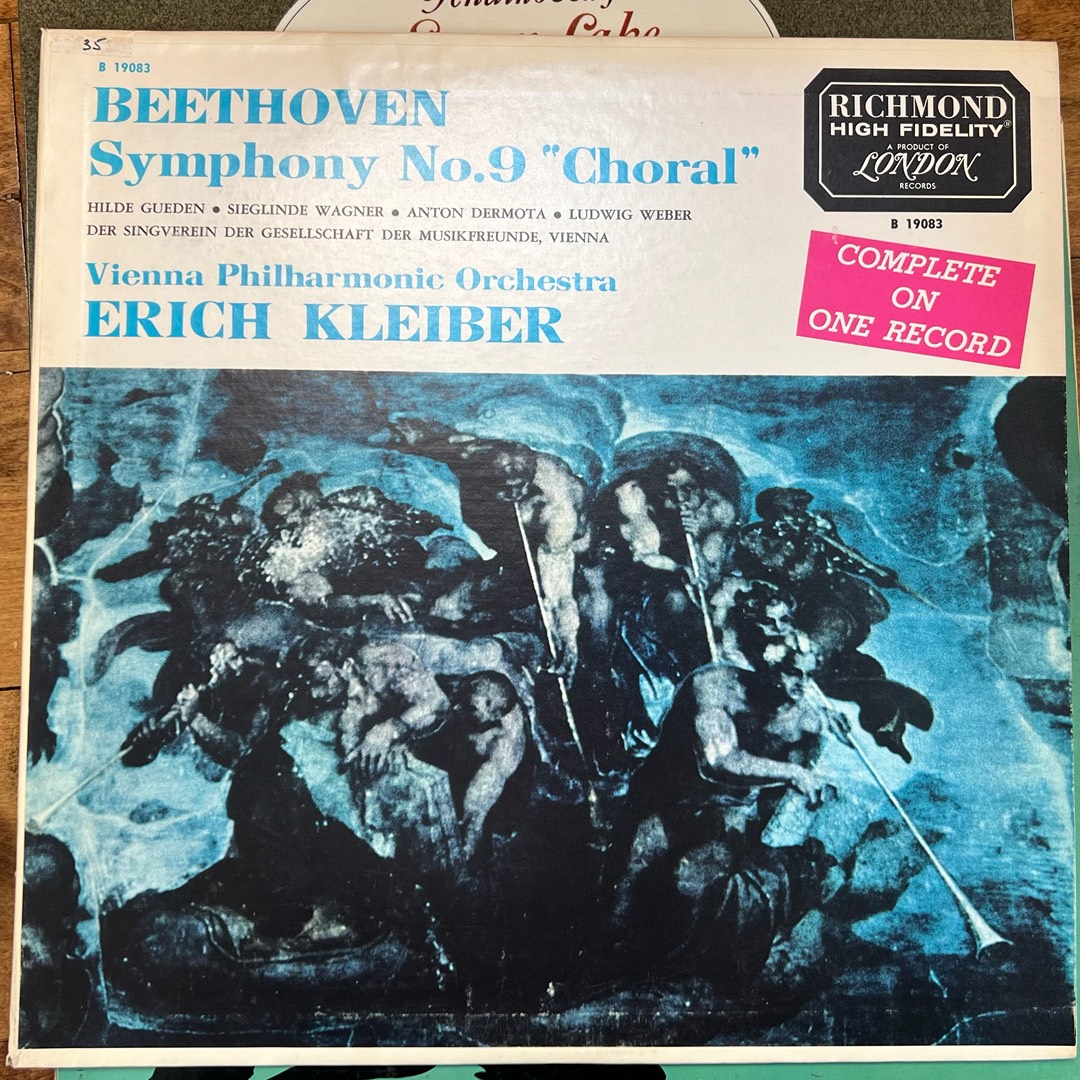 Lake
35
B 19083
BEETHOVEN
Symphony No.9 "Choral"
HILDE GUEDEN • SIEGLINDE WAGNER • ANTON DERMOTA • LUDWIG WEBER
DER SINGVEREIN DER GESELLSCHAFT DER MUSIKFREUNDE, VIENNA
Vienna Philharmonic Orchestra
ERICH KLEIBER
RICHMOND
HIGH FIDELITY®
A PRODUCT OF
LONDON
RECORDS
B 19083
COMPLETE
ON
ONE RECORD